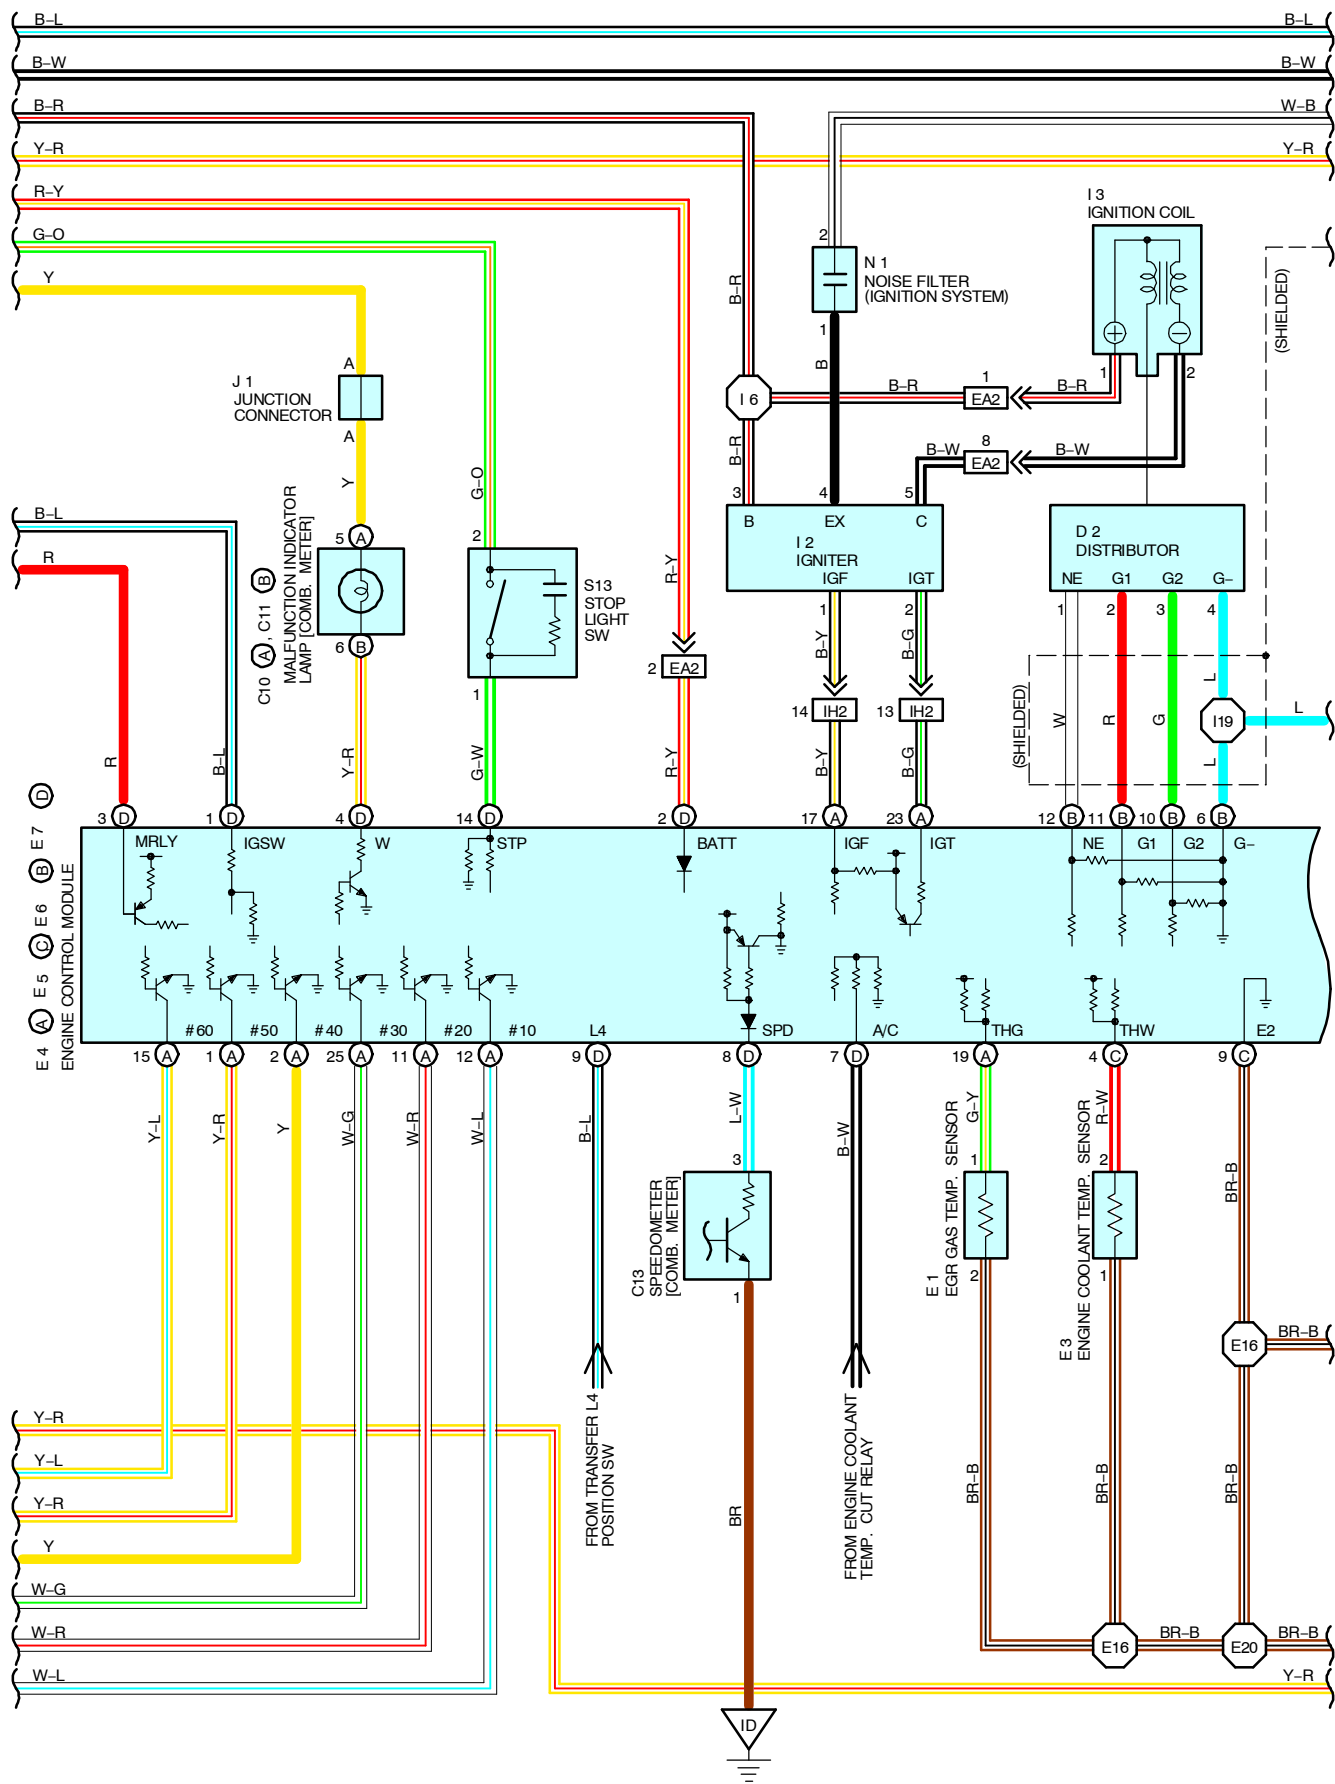 B–L B–L
B–W B–W
B–R W–B
Y–R Y–R
R–Y
G–O
Y
I 3
IGNITION COIL
2
N 1
NOISE FILTER
(IGNITION SYSTEM)
B–R
(SHIELDED)
1
B
A
J 1
JUNCTION
CONNECTOR
A
Y
I 6
B–R
1
EA2
B–R
1
2
B–R
B–W
8
EA2
B–W
G–O
3 4 5
B EX C
I 2
IGNITER
IGF IGT
1 2
D 2
DISTRIBUTOR
NE G1 G2 G–
1 2 3 4
B–L
R
5 A
C10 A , C11 B
MALFUNCTION INDICATOR
LAMP [COMB. METER]
6 B
2
S13
STOP
LIGHT
SW
1
R–Y
2 EA2
B–Y B–G
14 IH2
13 IH2
(SHIELDED)
W R G L
I19
L
L
R B–L Y–R G–W R–Y B–Y B–G
3 D 1 D 4 D 14 D 2 D 17 A 23 A 12 B 11 B 10 B 6 B
E 4 A E 5 C E 6 B E 7 D
ENGINE CONTROL MODULE
MRLY IGSW W STP BATT IGF IGT NE G1 G2 G–
#60 #50 #40 #30 #20 #10 L4 SPD A/C THG THW E2
15 A 1 A 2 A 25 A 11 A 12 A 9 D 8 D 7 D 19 A 4 C 9 C
Y–L Y–R Y W–G W–R W–L B–L L–W B–W G–Y R–W BR–B
3
C13
SPEEDOMETER
[COMB. METER]
1
1
E 1
EGR GAS TEMP. SENSOR
2
2
E 3
ENGINE COOLANT TEMP. SENSOR
1
E16
BR–B
FROM TRANSFER L4
POSITION SW
FROM ENGINE COOLANT
TEMP. CUT RELAY
BR
BR–B BR–B BR–B
Y–R
Y–L
Y–R
Y
W–G
W–R
W–L
E16
BR–B
E20
BR–B
Y–R
ID